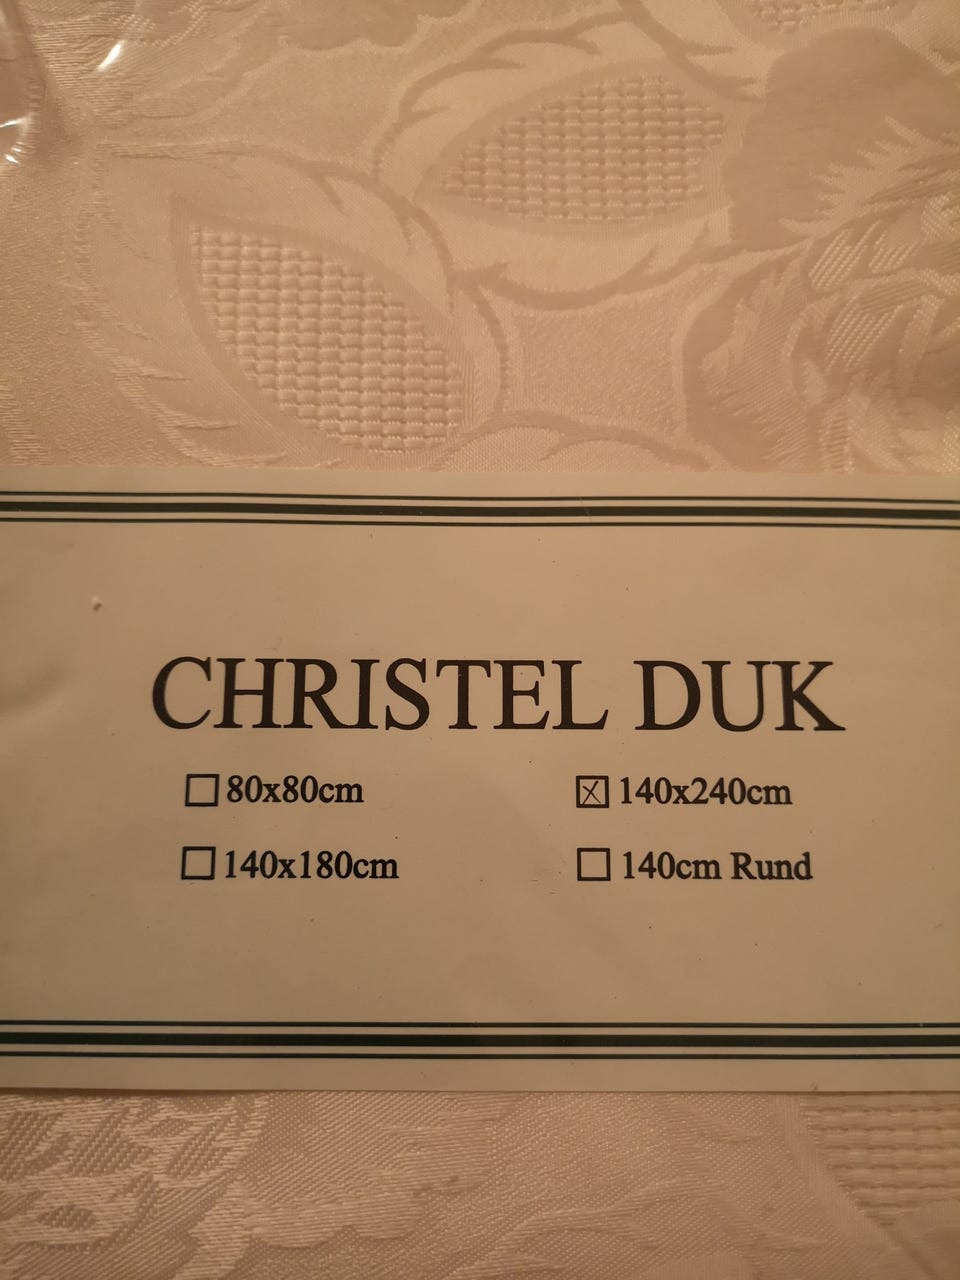 CHRISTEL DUK
☐ 80x80cm ☒ 140x240cm
☐ 140x180cm ☐ 140cm Rund